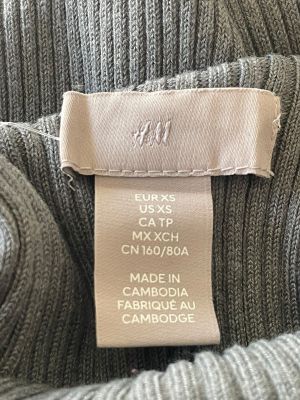 H&M
EUR XS
US XS
CA TP
MX XCH
CN 160/80A
MADE IN
CAMBODIA
FABRIQUÉ AU
CAMBODGE